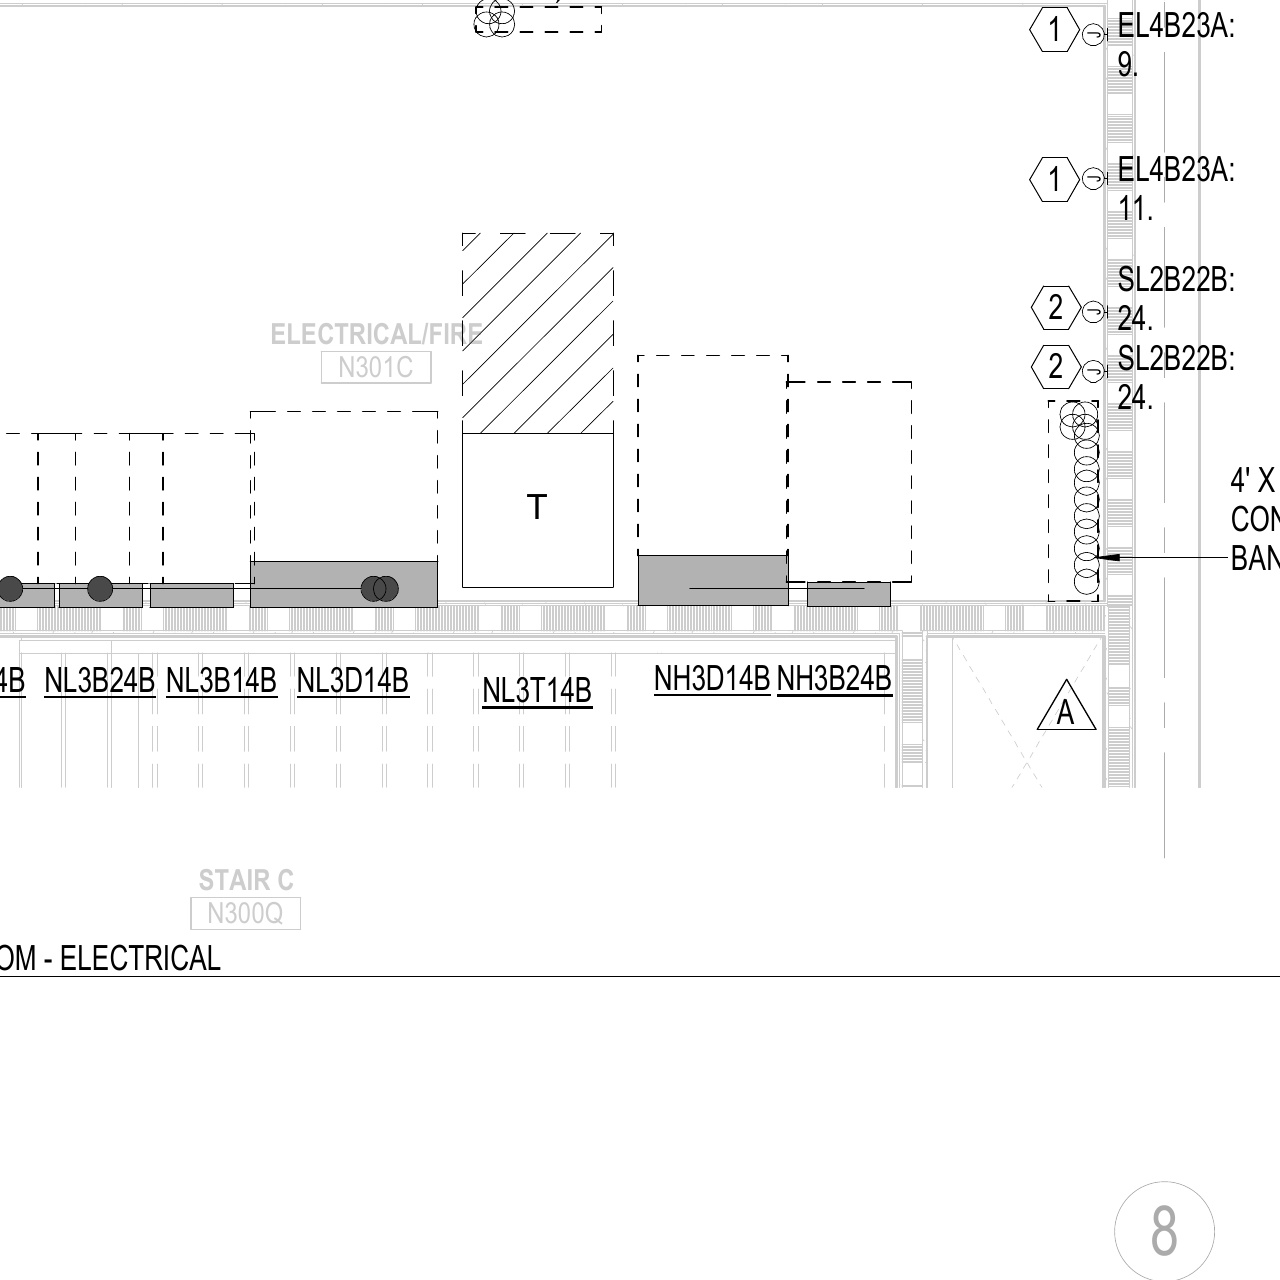 1
EL4B23A:
9.
1
EL4B23A:
11.
2
SL2B22B:
24.
2
SL2B22B:
24.
ELECTRICAL/FIRE
N301C
T
4' X
CON
BAN
4B
NL3B24B
NL3B14B
NL3D14B
NL3T14B
NH3D14B
NH3B24B
A
STAIR C
N300Q
OM - ELECTRICAL
8